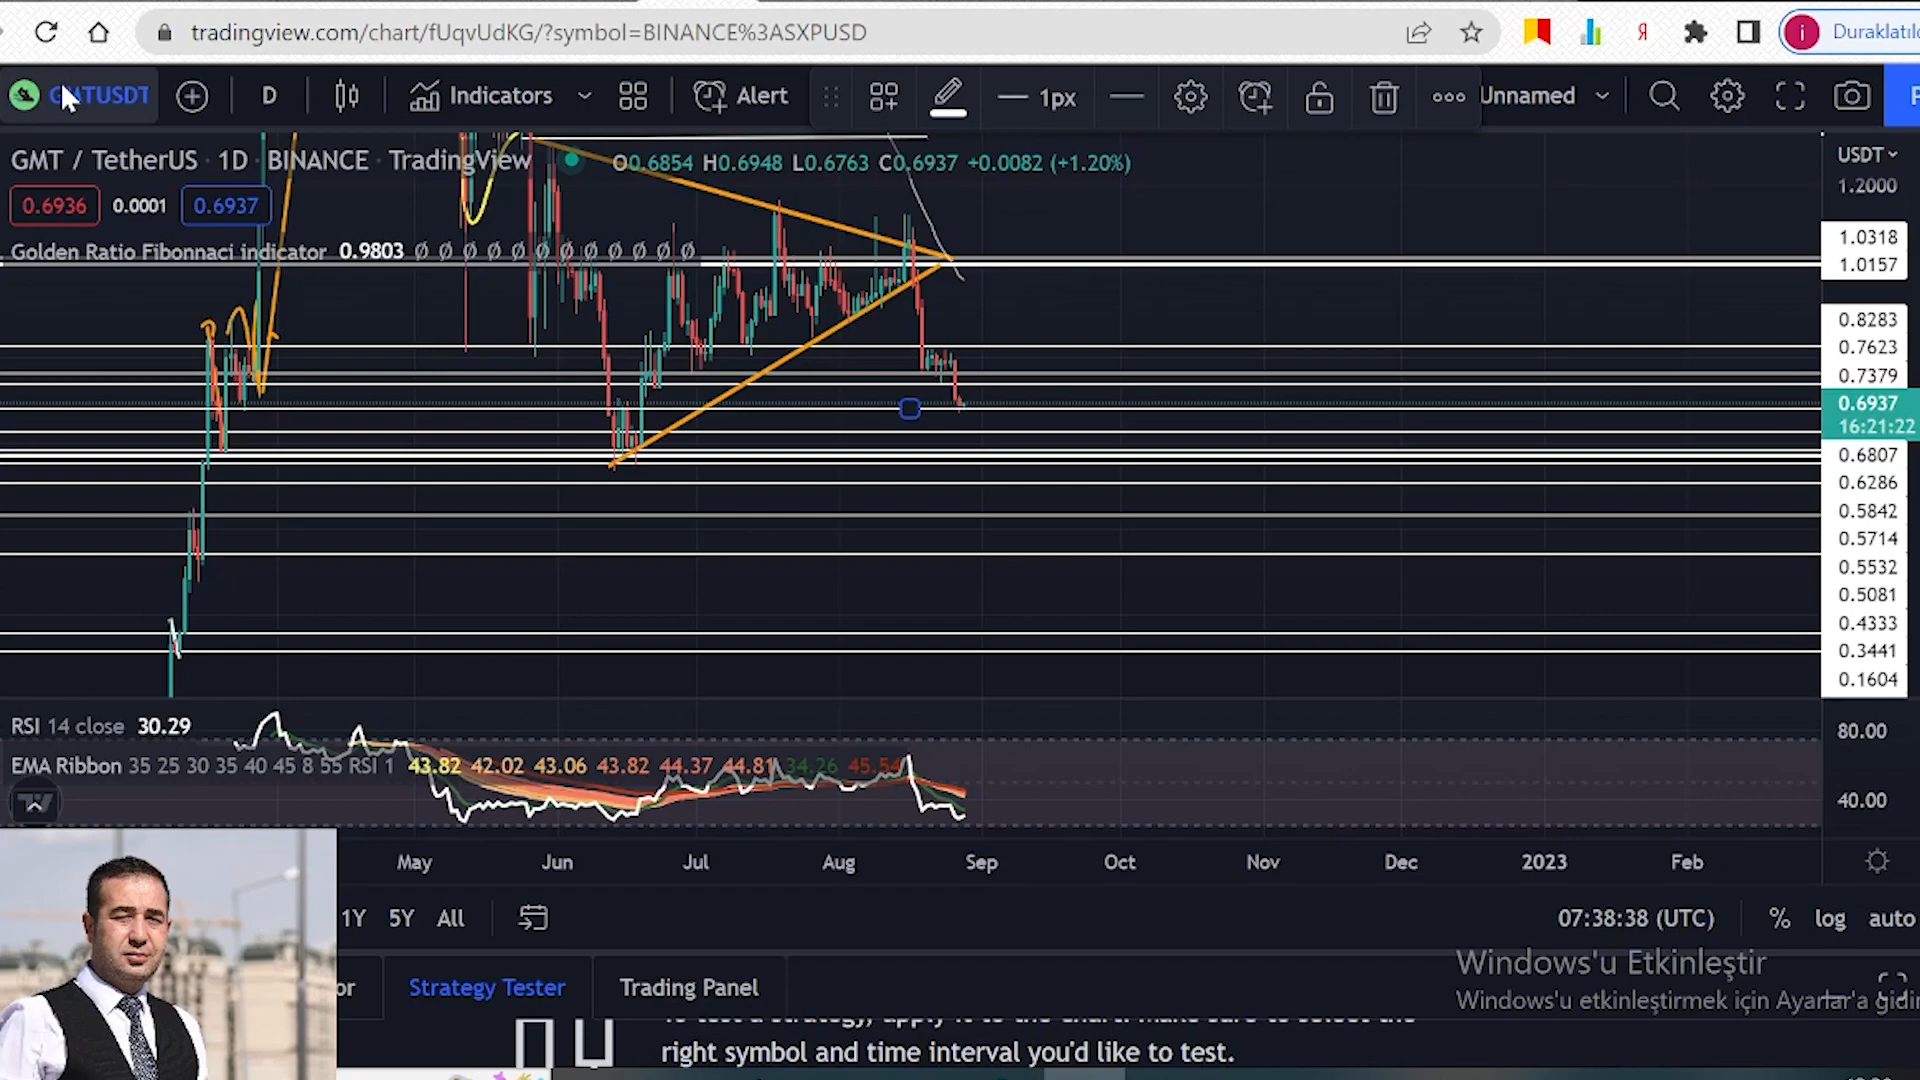 tradingview.com/chart/fUqvUdKG/?symbol=BINANCE%3ASXPUSD
Duraklatıld
D
Indicators
Alert
1px
Unnamed
GMT / TetherUS · 1D · BINANCE · TradingView
O0.6854 H0.6948 L0.6763 C0.6937 +0.0082 (+1.20%)
0.6936 0.0001 0.6937
Golden Ratio Fibonnaci indicator 0.9803 Ø Ø Ø Ø Ø Ø Ø Ø Ø Ø Ø Ø
USDT
1.2000
1.0318
1.0157
0.8283
0.7623
0.7379
0.6937
16:21:22
0.6807
0.6286
0.5842
0.5714
0.5532
0.5081
0.4333
0.3441
0.1604
RSI 14 close 30.29
EMA Ribbon 35 25 30 35 40 45 8 55 RSI 1 43.82 42.02 43.06 43.82 44.37 44.81 34.26 45.54
80.00
40.00
May Jun Jul Aug Sep Oct Nov Dec 2023 Feb
1Y 5Y All
07:38:38 (UTC) % log auto
Strategy Tester Trading Panel
Windows'u Etkinleştir
Windows'u etkinleştirmek için Ayarlar'a gidin
right symbol and time interval you'd like to test.